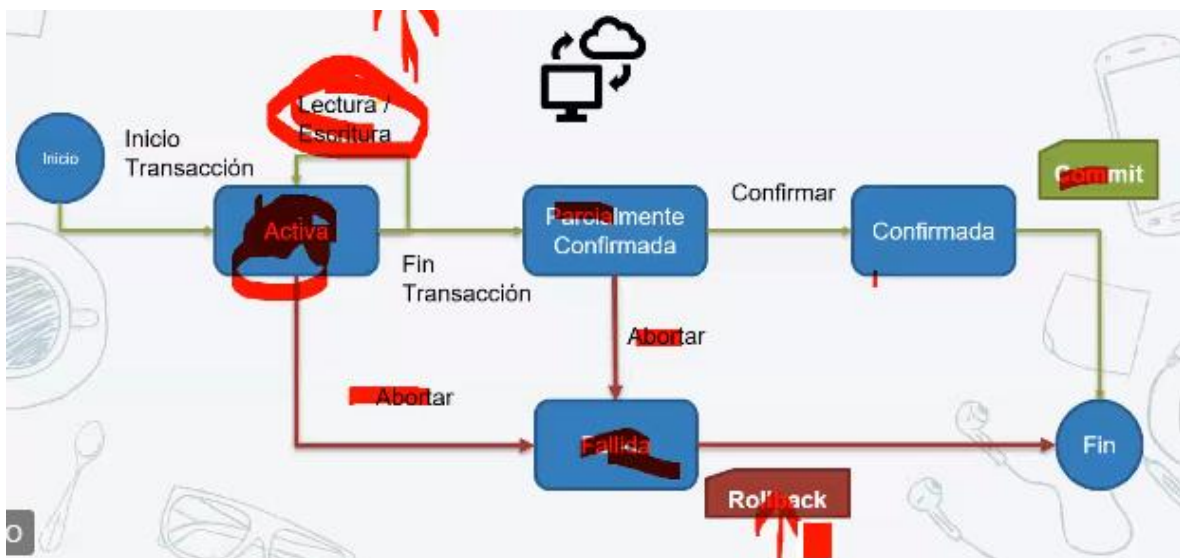 Lectura /
Escritura
Inicio
Inicio
Transacción
Commit
Confirmar
Activa
Parcialmente
Confirmada
Confirmada
Fin
Transacción
Abortar
Abortar
Fallida
Fin
Rollback
O